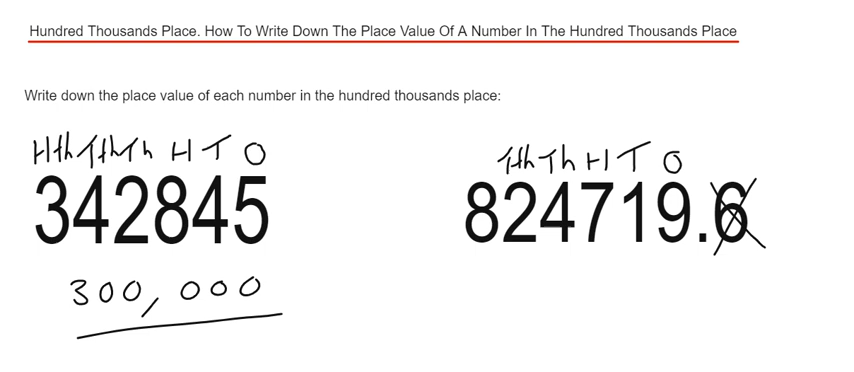 Hundred Thousands Place. How To Write Down The Place Value Of A Number In The Hundred Thousands Place
Write down the place value of each number in the hundred thousands place:
Hth Tth Th H T O
342845
300,000
Tth Th H T O
824719.6